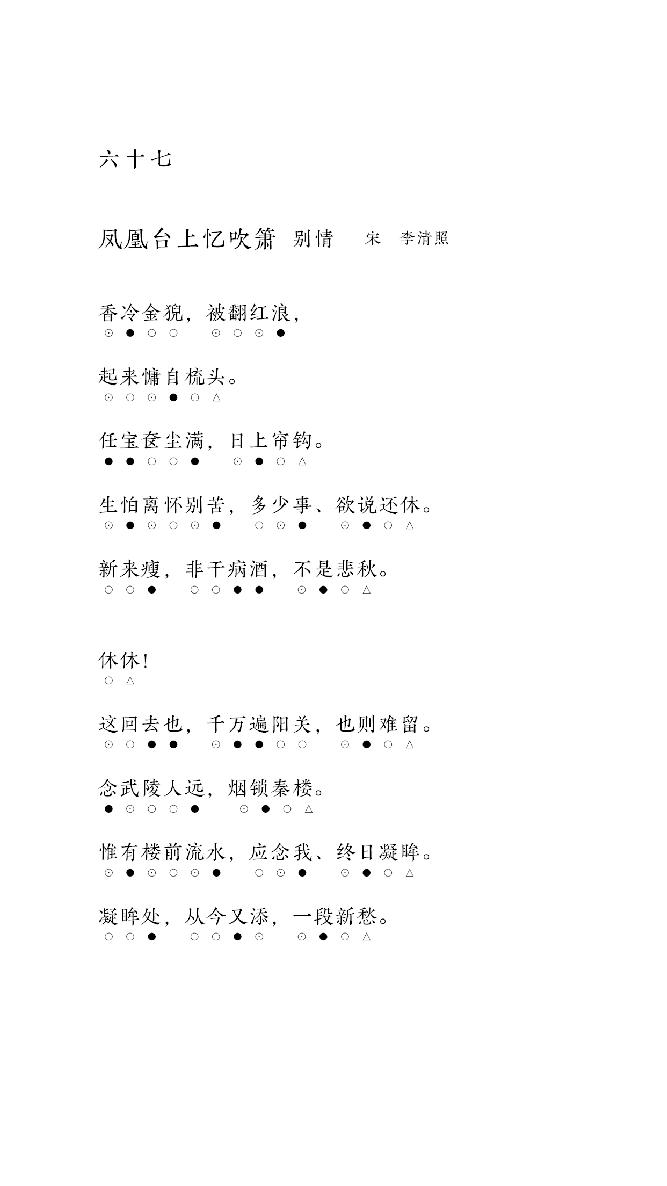 六十七
凤凰台上忆吹箫 别情 宋 李清照
香冷金猊，被翻红浪，
⊙●○○ ⊙○⊙●
起来慵自梳头。
⊙○⊙●○△
任宝奁尘满，日上帘钩。
●●○○● ⊙●○△
生怕离怀别苦，多少事、欲说还休。
⊙●⊙○⊙● ○⊙● ⊙●○△
新来瘦，非干病酒，不是悲秋。
○○● ○○●● ⊙●○△
休休！
○△
这回去也，千万遍阳关，也则难留。
⊙○●● ⊙●●○○ ⊙●○△
念武陵人远，烟锁秦楼。
●⊙○○● ⊙●○△
惟有楼前流水，应念我、终日凝眸。
⊙●⊙○⊙● ○⊙● ⊙●○△
凝眸处，从今又添，一段新愁。
○○● ○○●⊙ ⊙●○△